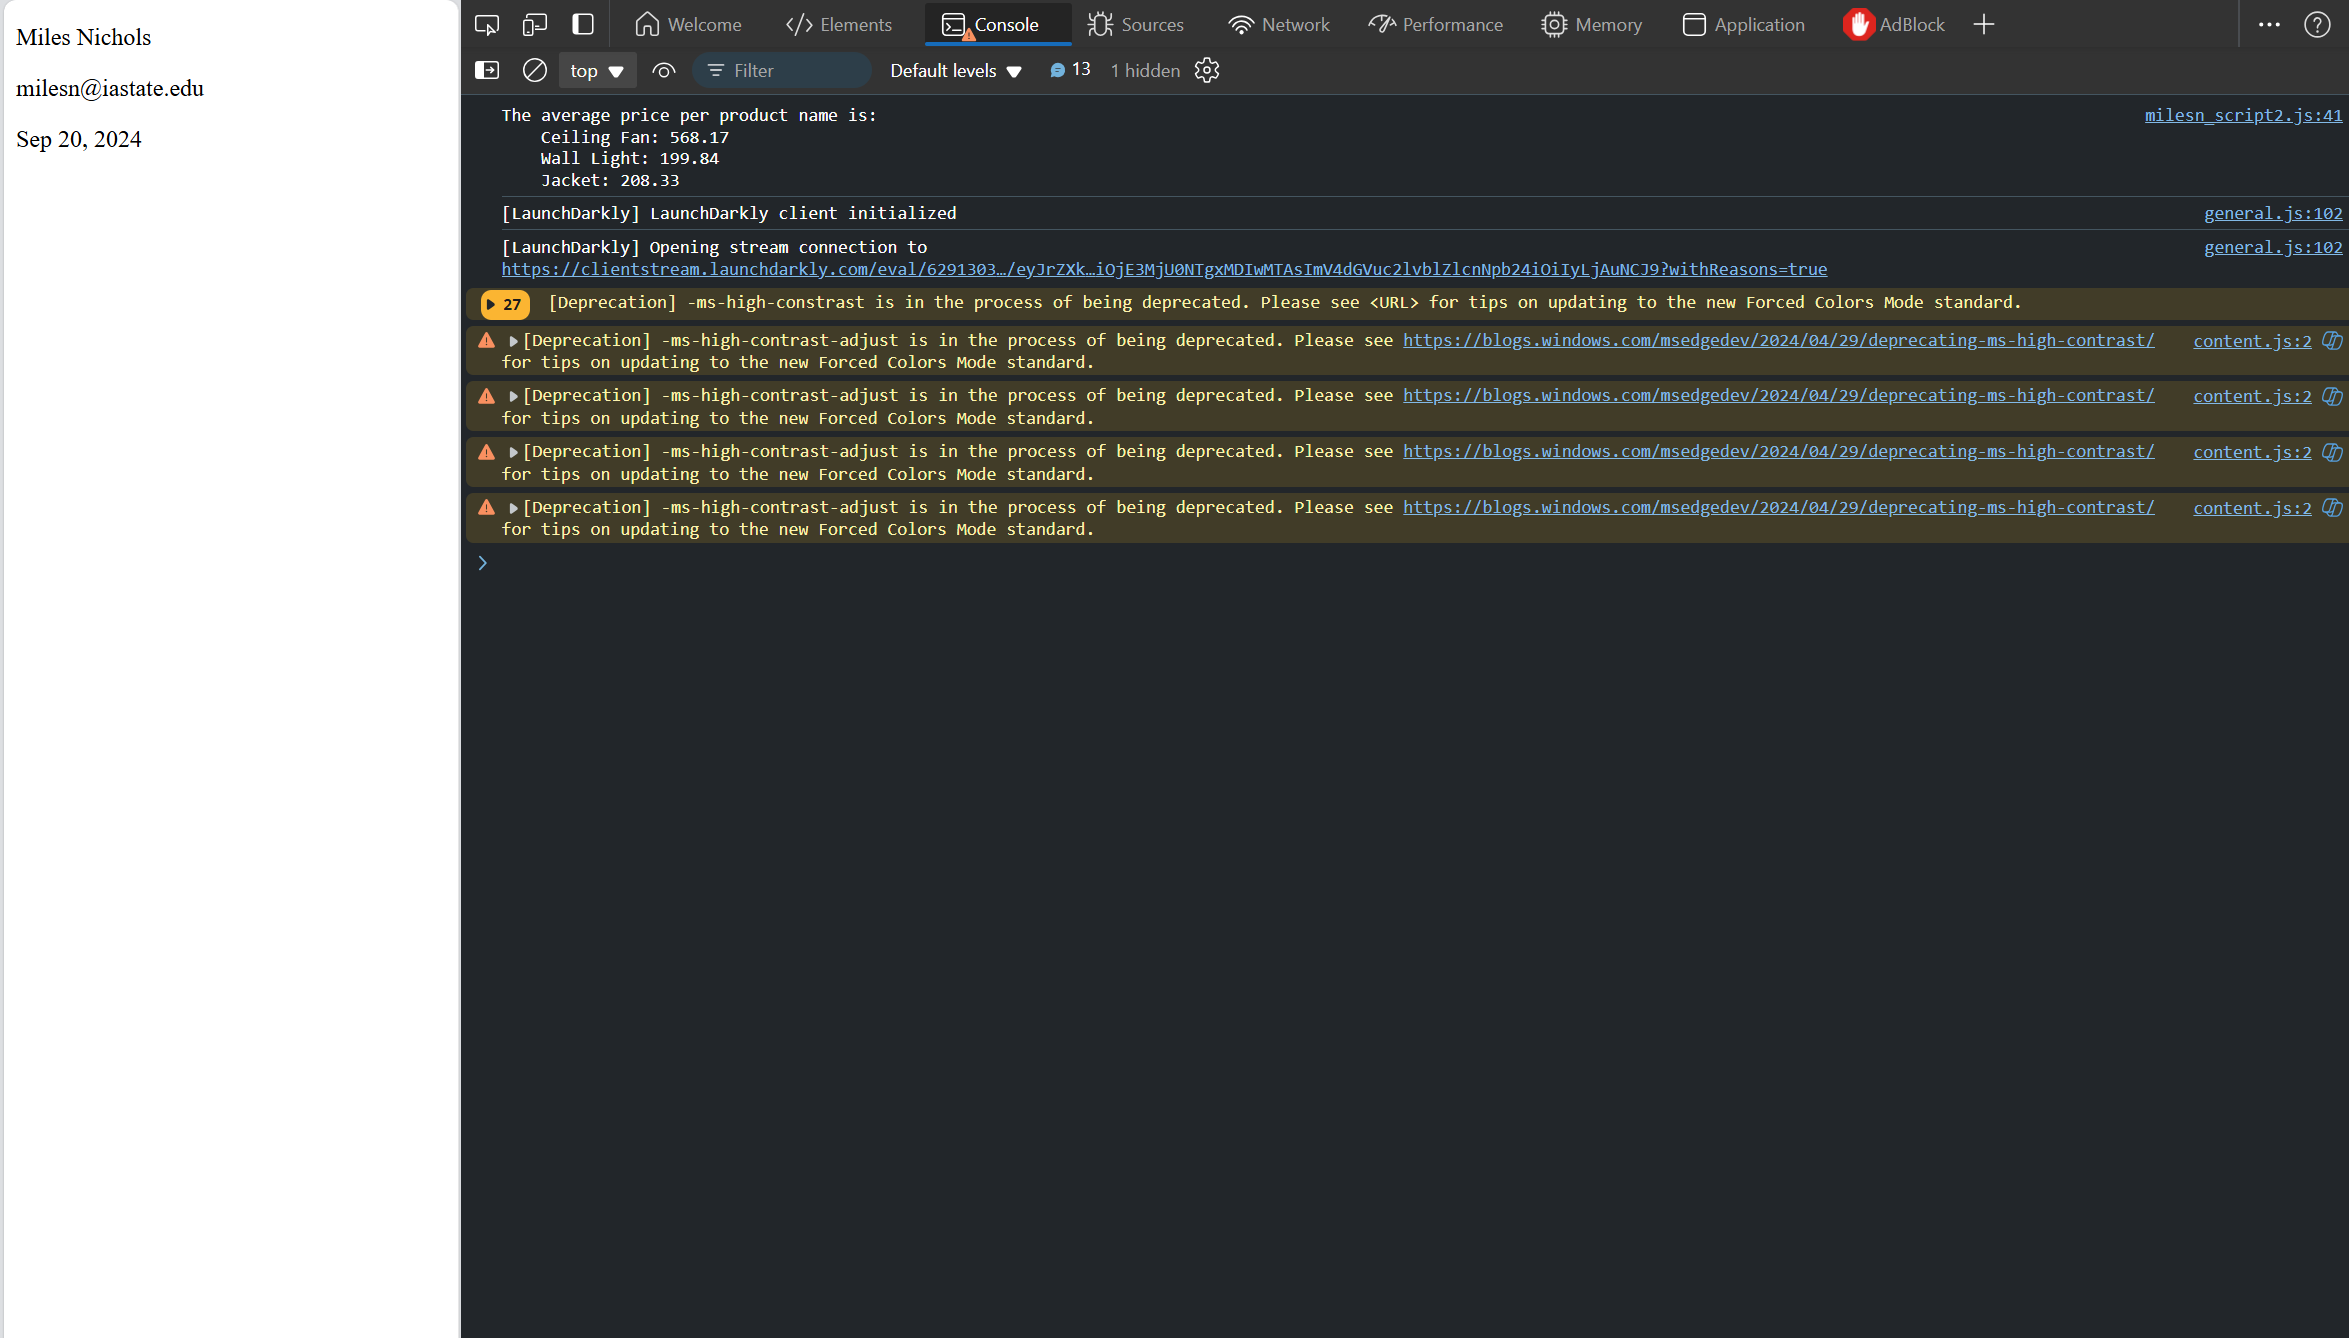 Miles Nichols
milesn@iastate.edu
Sep 20, 2024
Welcome
Elements
Console
Sources
Network
Performance
Memory
Application
AdBlock
top
Filter
Default levels
13
1 hidden
The average price per product name is: milesn_script2.js:41
Ceiling Fan: 568.17
Wall Light: 199.84
Jacket: 208.33
[LaunchDarkly] LaunchDarkly client initialized general.js:102
[LaunchDarkly] Opening stream connection to general.js:102
https://clientstream.launchdarkly.com/eval/6291303…/eyJrZXk…iOjE3MjU0NTgxMDIwMTAsImV4dGVuc2lvblZlcnNpb24iOiIyLjAuNCJ9?withReasons=true
27 [Deprecation] -ms-high-constrast is in the process of being deprecated. Please see <URL> for tips on updating to the new Forced Colors Mode standard.
[Deprecation] -ms-high-contrast-adjust is in the process of being deprecated. Please see https://blogs.windows.com/msedgedev/2024/04/29/deprecating-ms-high-contrast/ content.js:2
for tips on updating to the new Forced Colors Mode standard.
[Deprecation] -ms-high-contrast-adjust is in the process of being deprecated. Please see https://blogs.windows.com/msedgedev/2024/04/29/deprecating-ms-high-contrast/ content.js:2
for tips on updating to the new Forced Colors Mode standard.
[Deprecation] -ms-high-contrast-adjust is in the process of being deprecated. Please see https://blogs.windows.com/msedgedev/2024/04/29/deprecating-ms-high-contrast/ content.js:2
for tips on updating to the new Forced Colors Mode standard.
[Deprecation] -ms-high-contrast-adjust is in the process of being deprecated. Please see https://blogs.windows.com/msedgedev/2024/04/29/deprecating-ms-high-contrast/ content.js:2
for tips on updating to the new Forced Colors Mode standard.